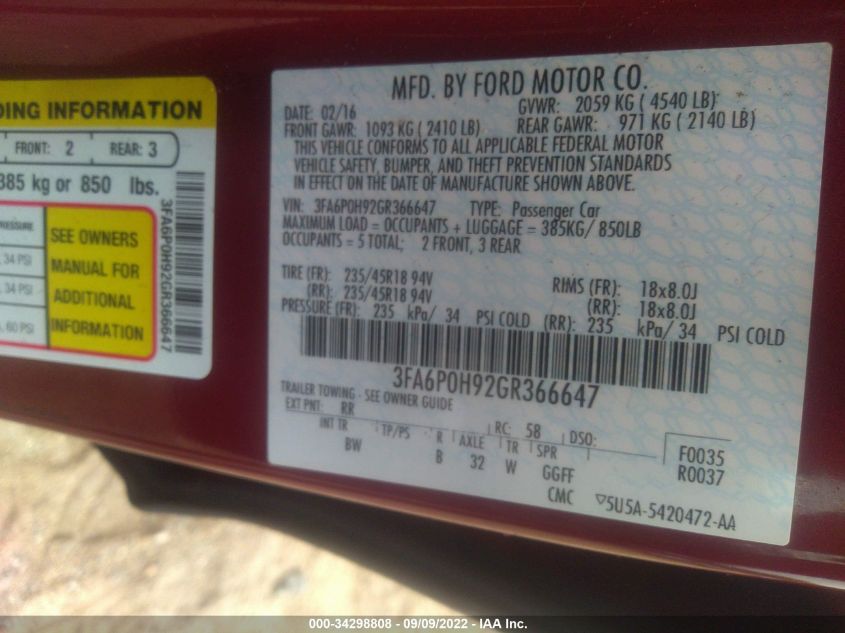 DING INFORMATION
FRONT: 2 REAR: 3
385 kg or 850 lbs.
PRESSURE
34 PSI
34 PSI
60 PSI
SEE OWNERS
MANUAL FOR
ADDITIONAL
INFORMATION
3FA6P0H92GR366647
MFD. BY FORD MOTOR CO.
DATE: 02/16 GVWR: 2059 KG ( 4540 LB)
FRONT GAWR: 1093 KG ( 2410 LB) REAR GAWR: 971 KG ( 2140 LB)
THIS VEHICLE CONFORMS TO ALL APPLICABLE FEDERAL MOTOR
VEHICLE SAFETY, BUMPER, AND THEFT PREVENTION STANDARDS
IN EFFECT ON THE DATE OF MANUFACTURE SHOWN ABOVE.
VIN: 3FA6P0H92GR366647 TYPE: Passenger Car
MAXIMUM LOAD = OCCUPANTS + LUGGAGE = 385KG/ 850LB
OCCUPANTS = 5 TOTAL; 2 FRONT, 3 REAR
TIRE (FR): 235/45R18 94V RIMS (FR): 18x8.0J
(RR): 235/45R18 94V (RR): 18x8.0J
PRESSURE (FR): 235 kPa/ 34 PSI COLD (RR): 235 kPa/ 34 PSI COLD
3FA6P0H92GR366647
TRAILER TOWING - SEE OWNER GUIDE
EXT PNT: RR RC: 58 DSO:
INT TR TP/PS R AXLE TR SPR F0035
BW B 32 W GGFF R0037
CMC ▽5U5A-5420472-AA
000-34298808 - 09/09/2022 - IAA Inc.